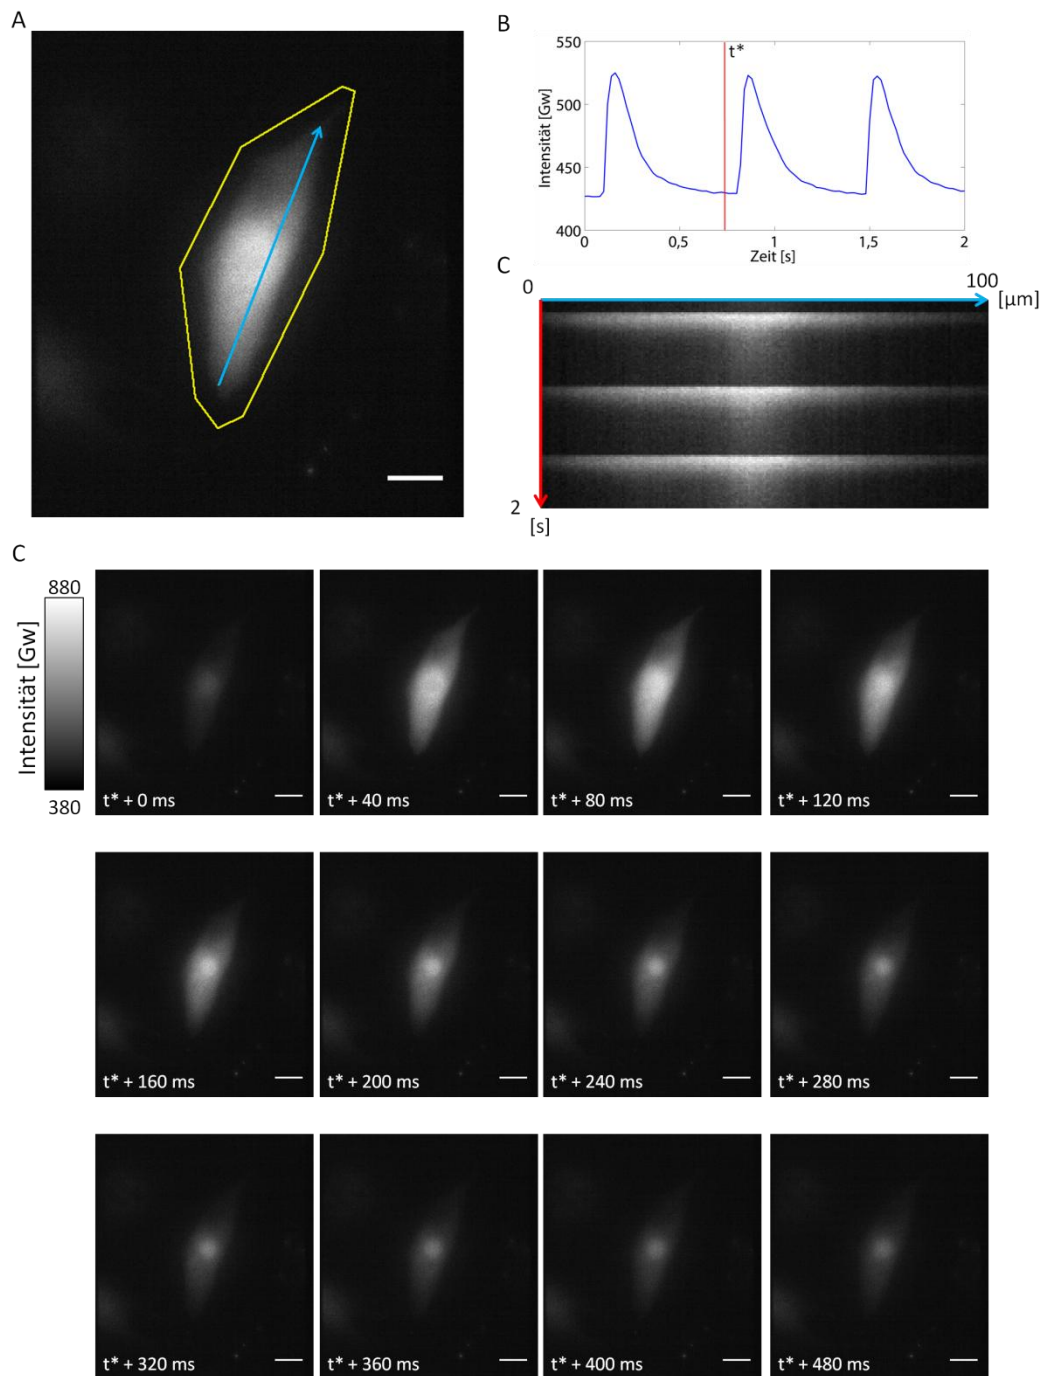 A
B
550
500
450
400
Intensität [Gw]
t*
0
0,5
1
1,5
2
Zeit [s]
C
0
100
[µm]
2
[s]
C
880
Intensität [Gw]
380
t* + 0 ms
t* + 40 ms
t* + 80 ms
t* + 120 ms
t* + 160 ms
t* + 200 ms
t* + 240 ms
t* + 280 ms
t* + 320 ms
t* + 360 ms
t* + 400 ms
t* + 480 ms